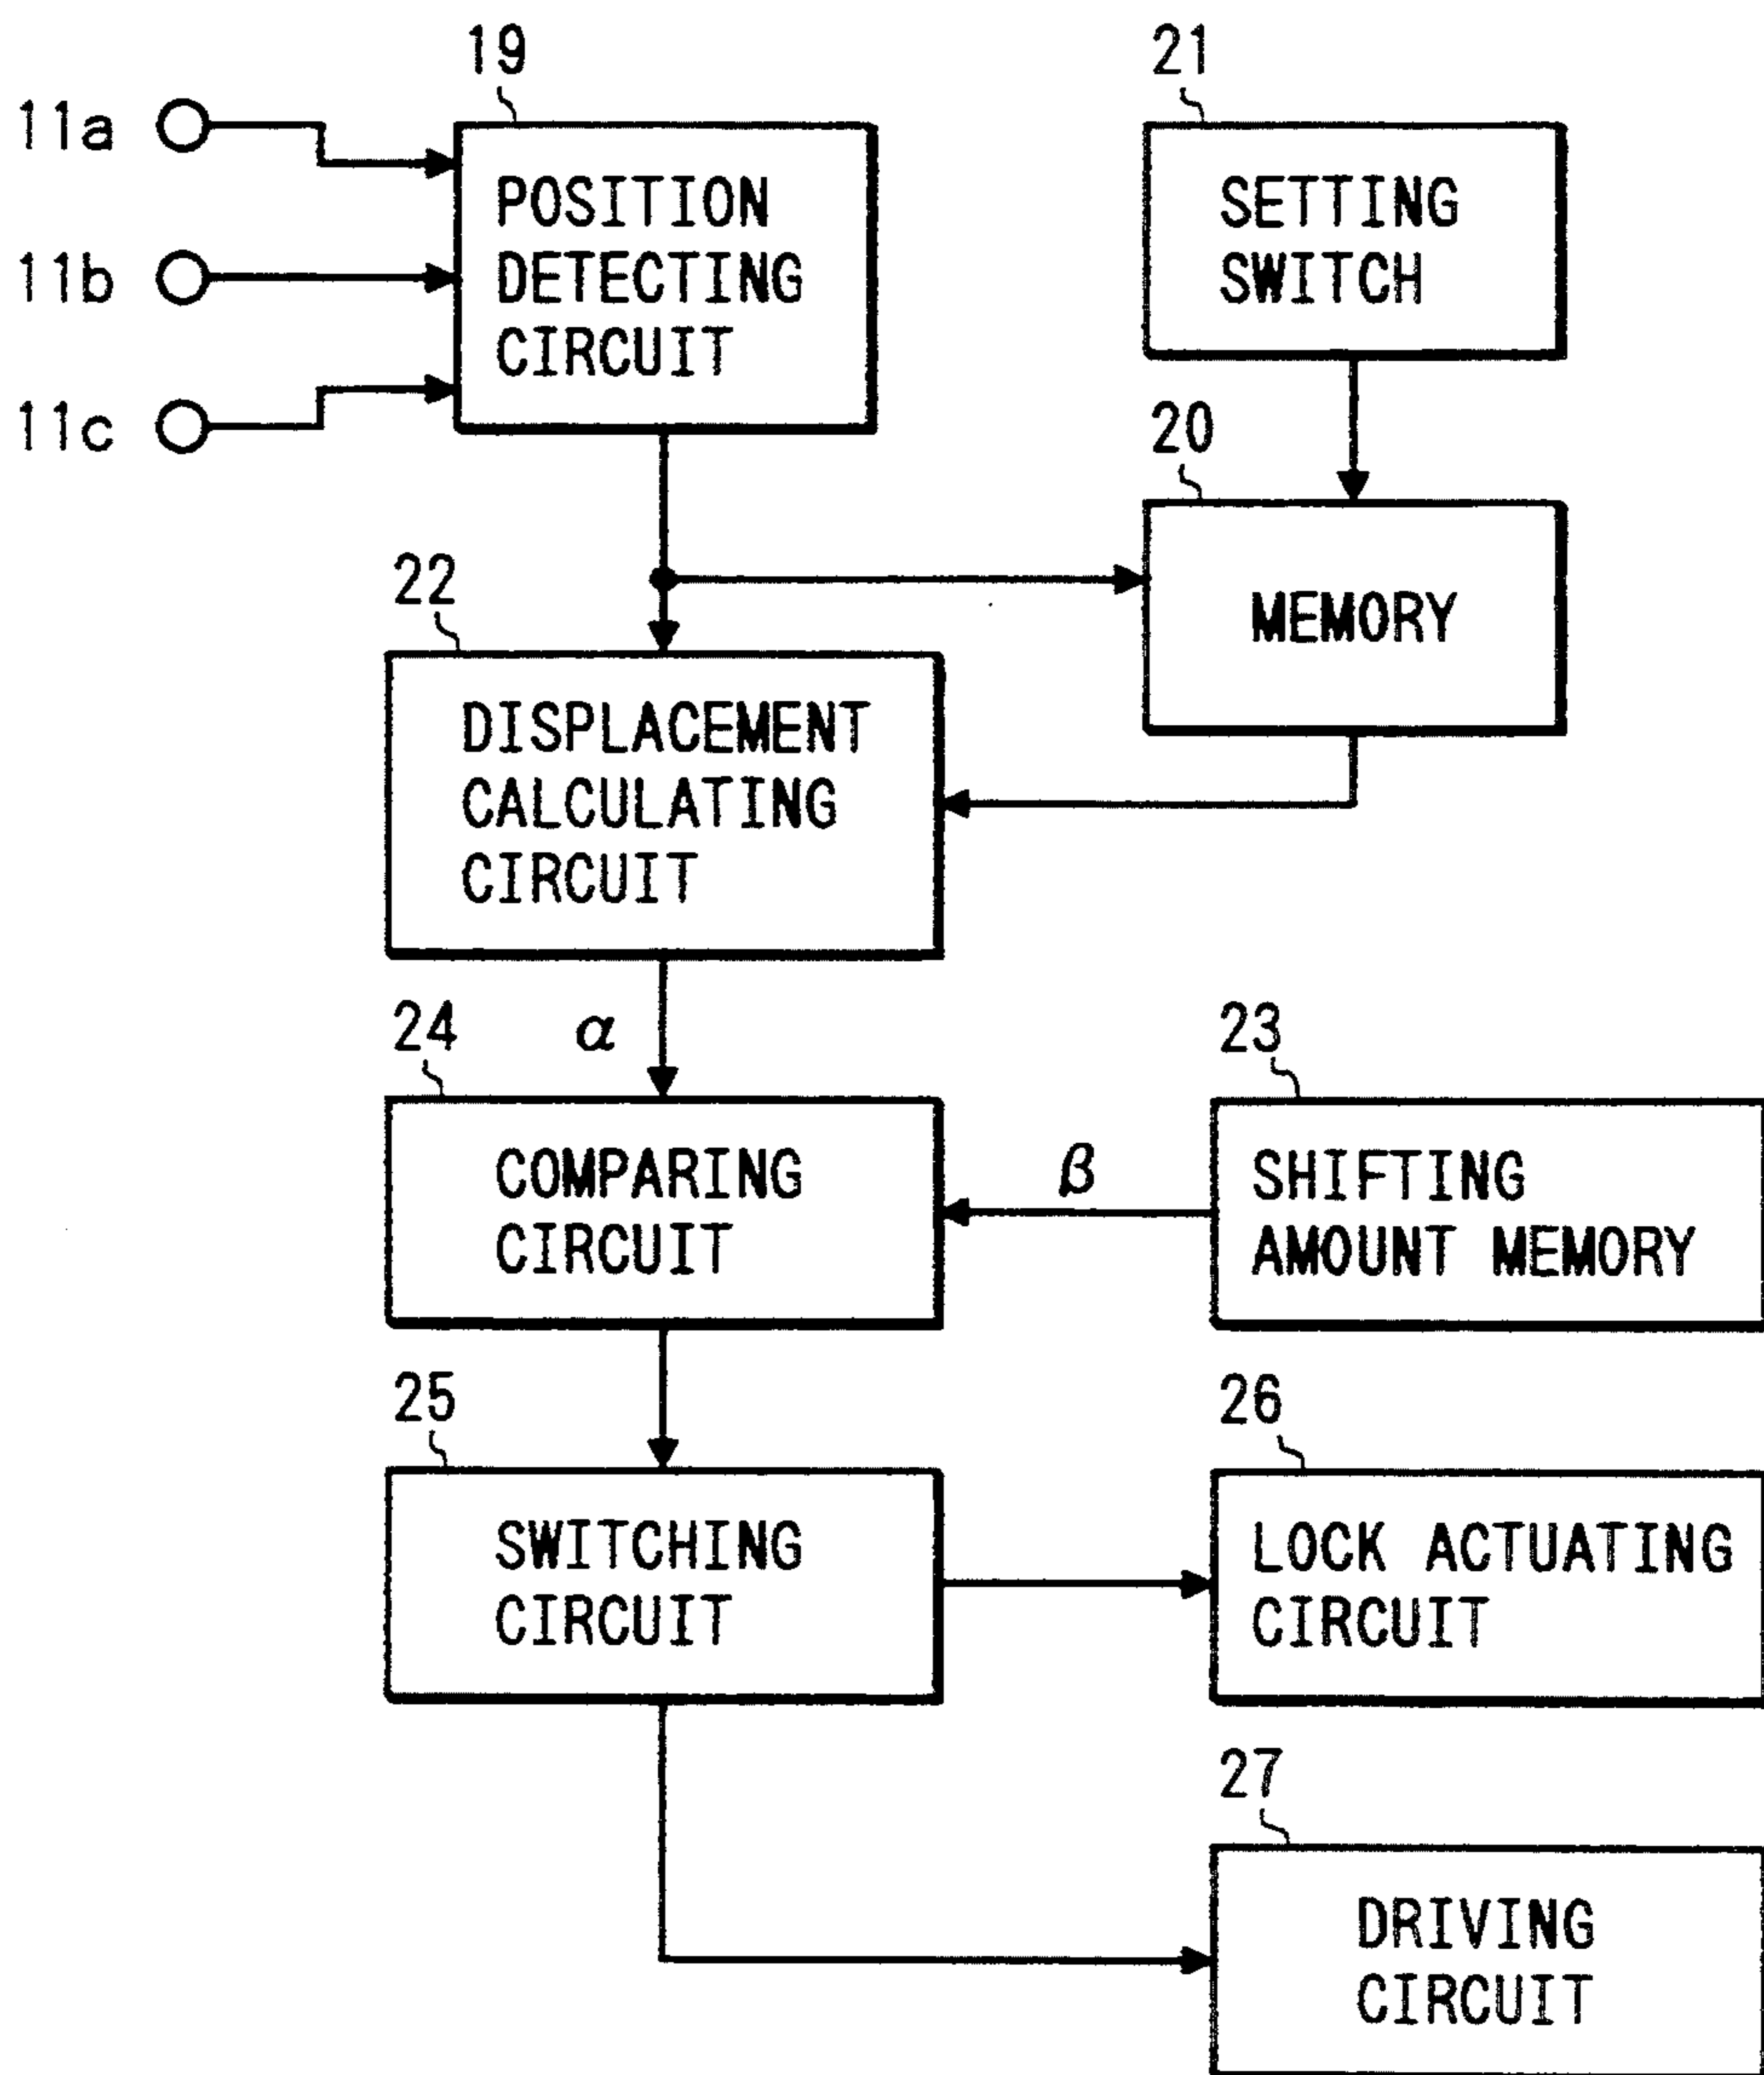 19
21
11a
POSITION
DETECTING
CIRCUIT
SETTING
SWITCH
11b
11c
20
MEMORY
22
DISPLACEMENT
CALCULATING
CIRCUIT
α
24
23
COMPARING
CIRCUIT
β
SHIFTING
AMOUNT MEMORY
25
26
SWITCHING
CIRCUIT
LOCK ACTUATING
CIRCUIT
27
DRIVING
CIRCUIT